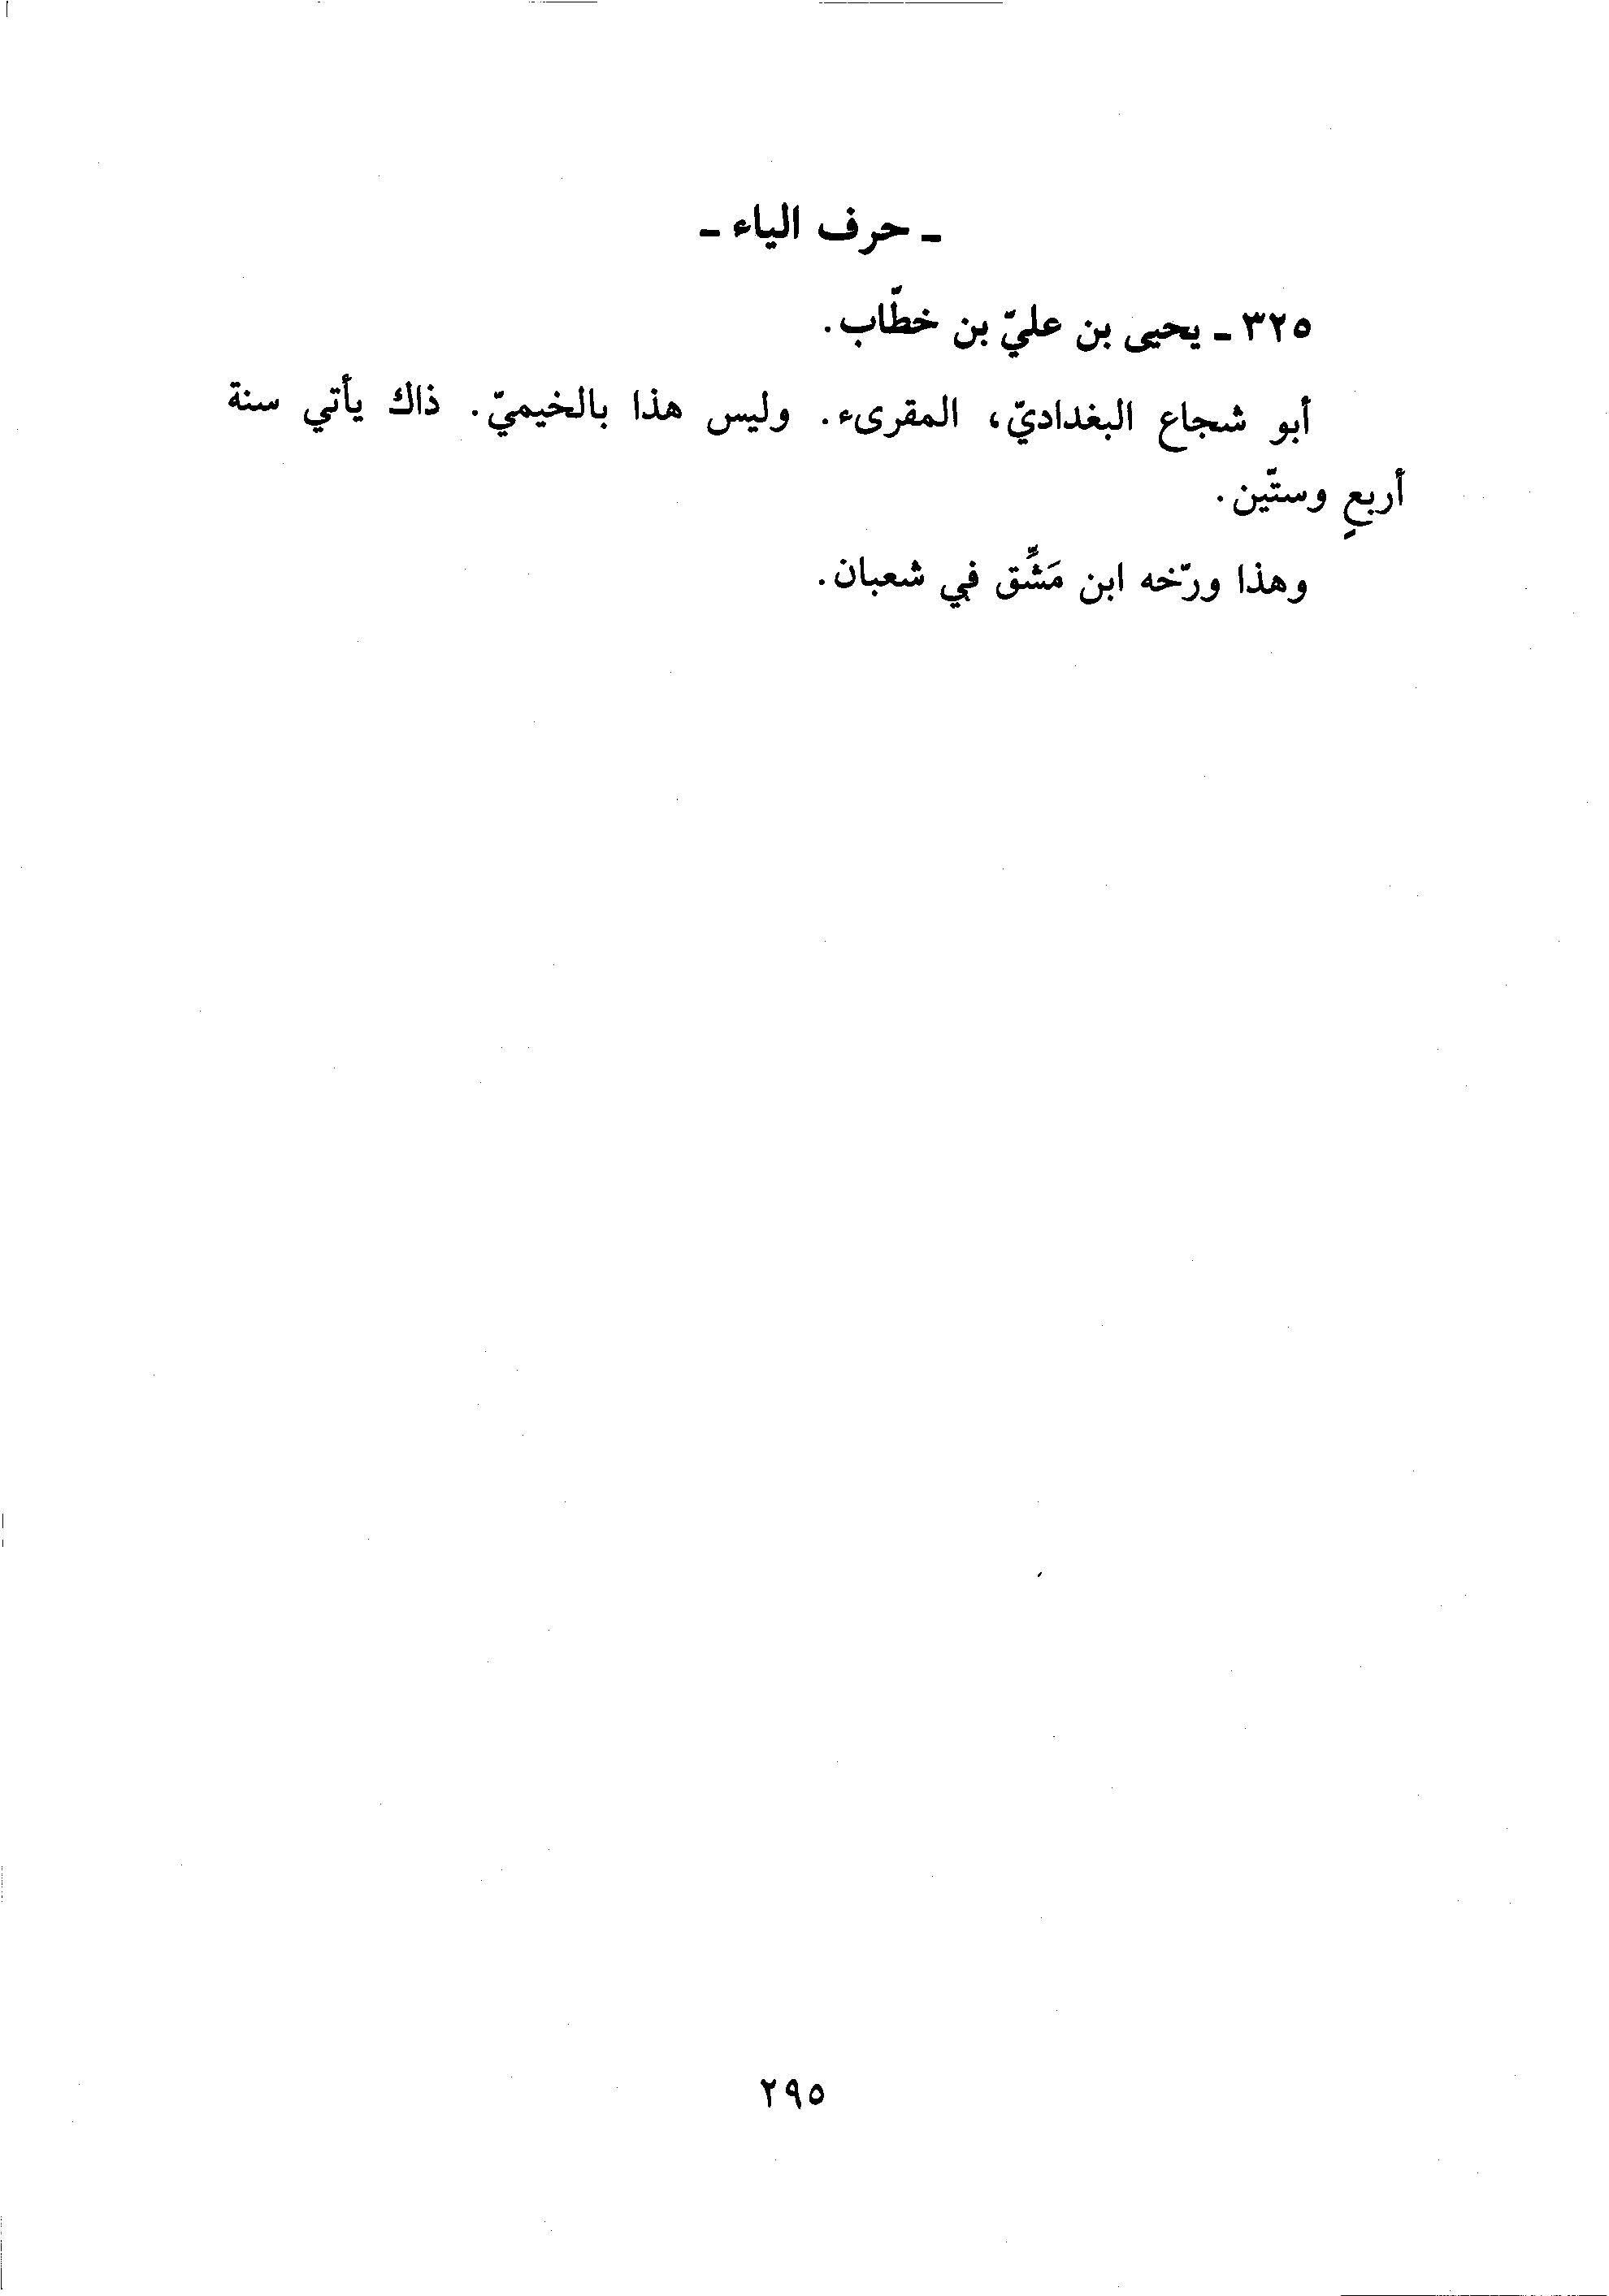 ـ حرف الياء ـ
٣٢٥ ـ يحيى بن عليّ بن خطّاب.
أبو شجاع البغداديّ، المقرىء. وليس هذا بالخيميّ. ذاك يأتي سنة
أربعٍ وستّين.
وهذا ورّخه ابن مَشِّق في شعبان.
٢٩٥